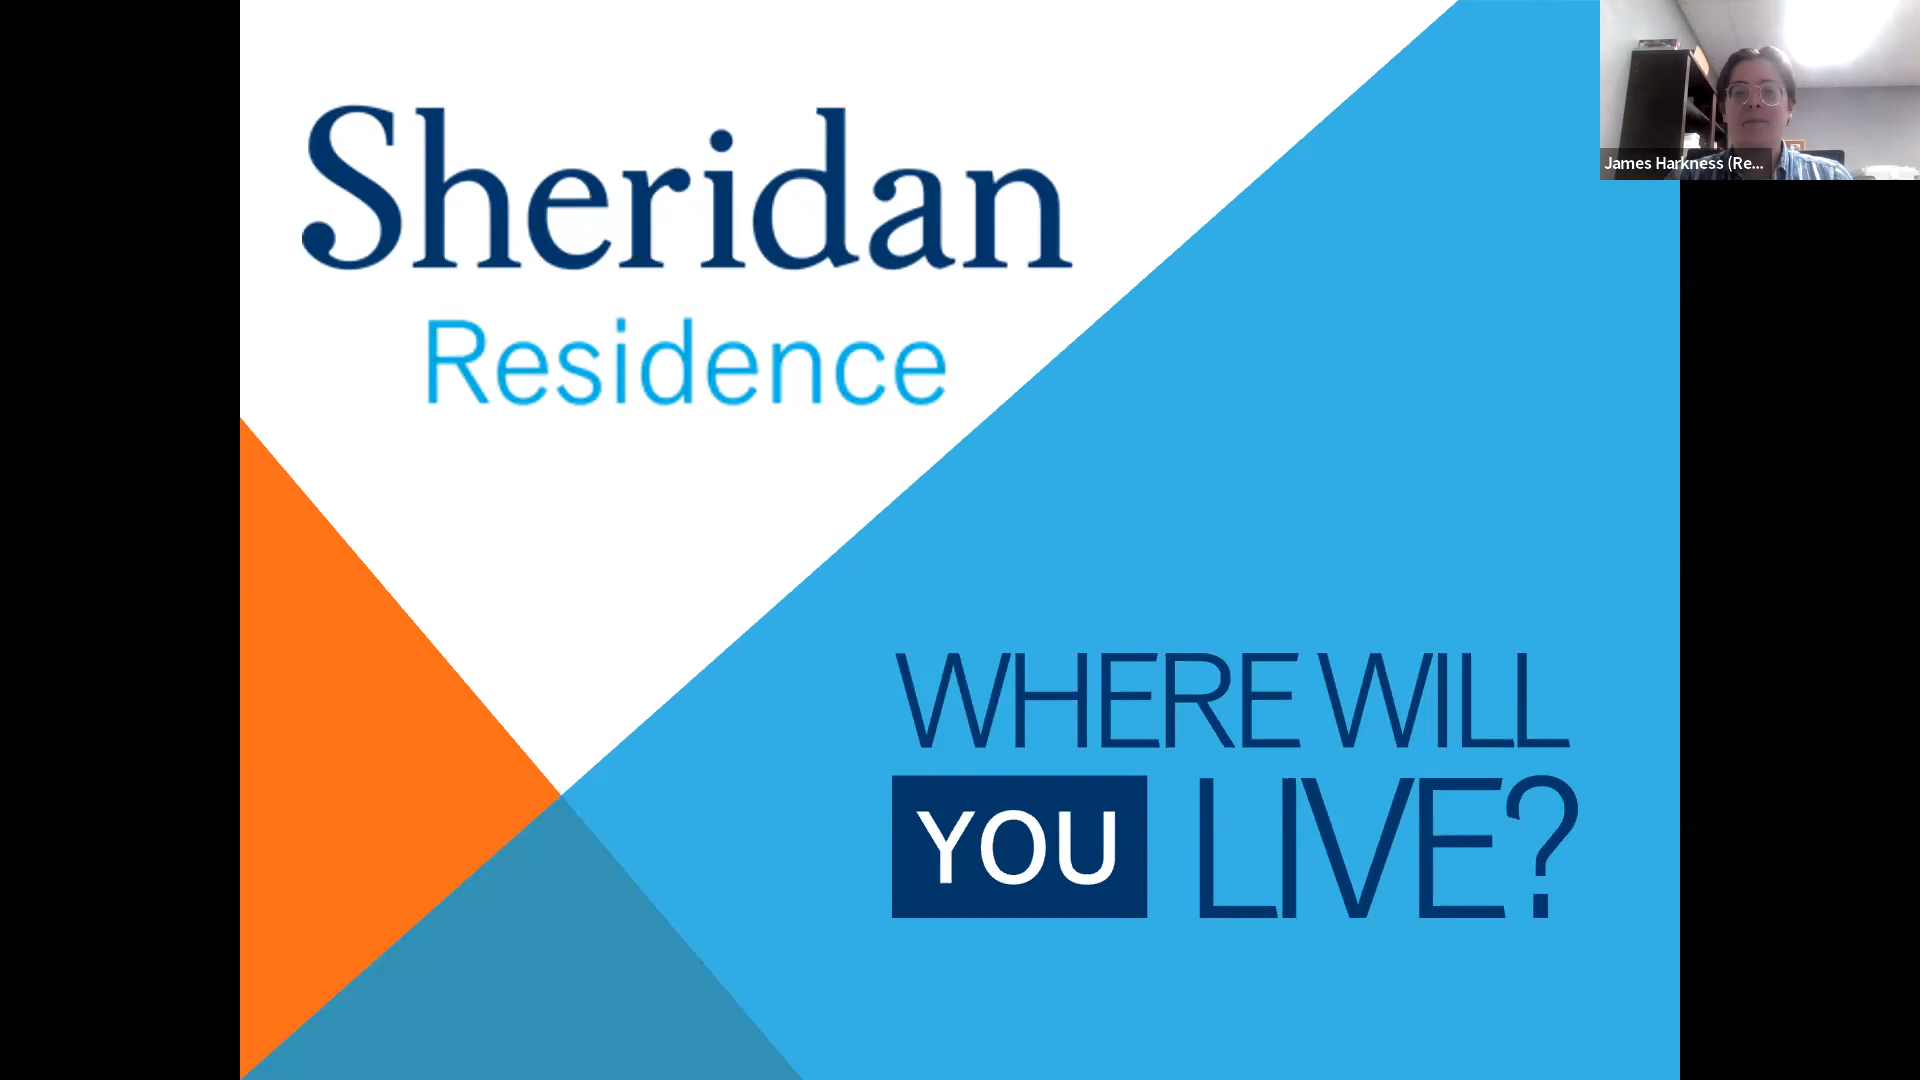 Sheridan
Residence
James Harkness (Re...
WHERE WILL
YOU LIVE?